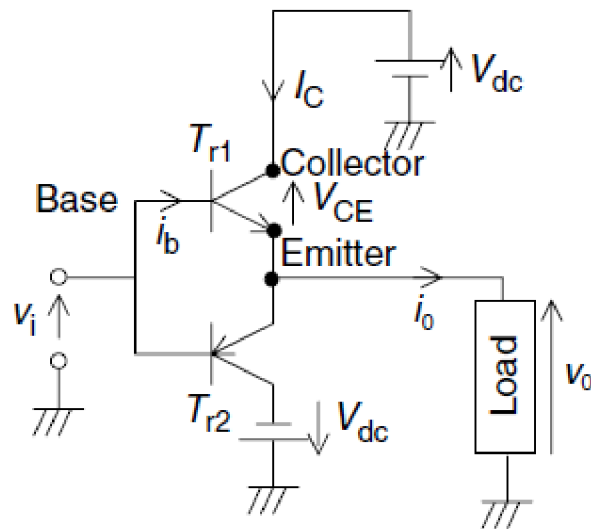 I_C
V_dc
T_r1
Collector
Base
V_CE
i_b
Emitter
v_i
i_0
Load
v_0
T_r2
V_dc